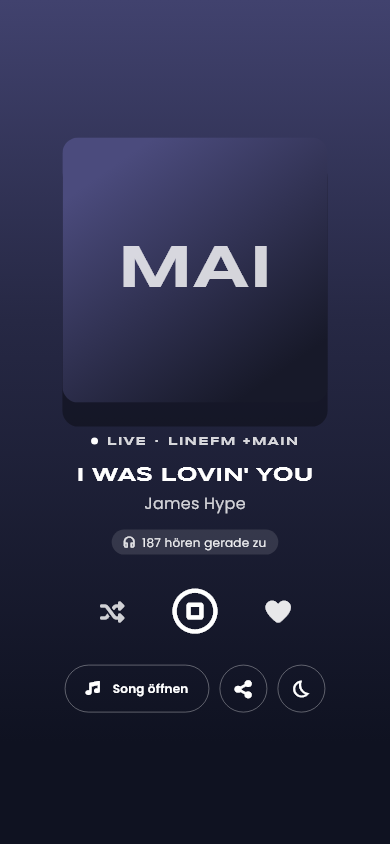 MAI
LIVE · LINEFM +MAIN
I WAS LOVIN' YOU
James Hype
187 hören gerade zu
Song öffnen